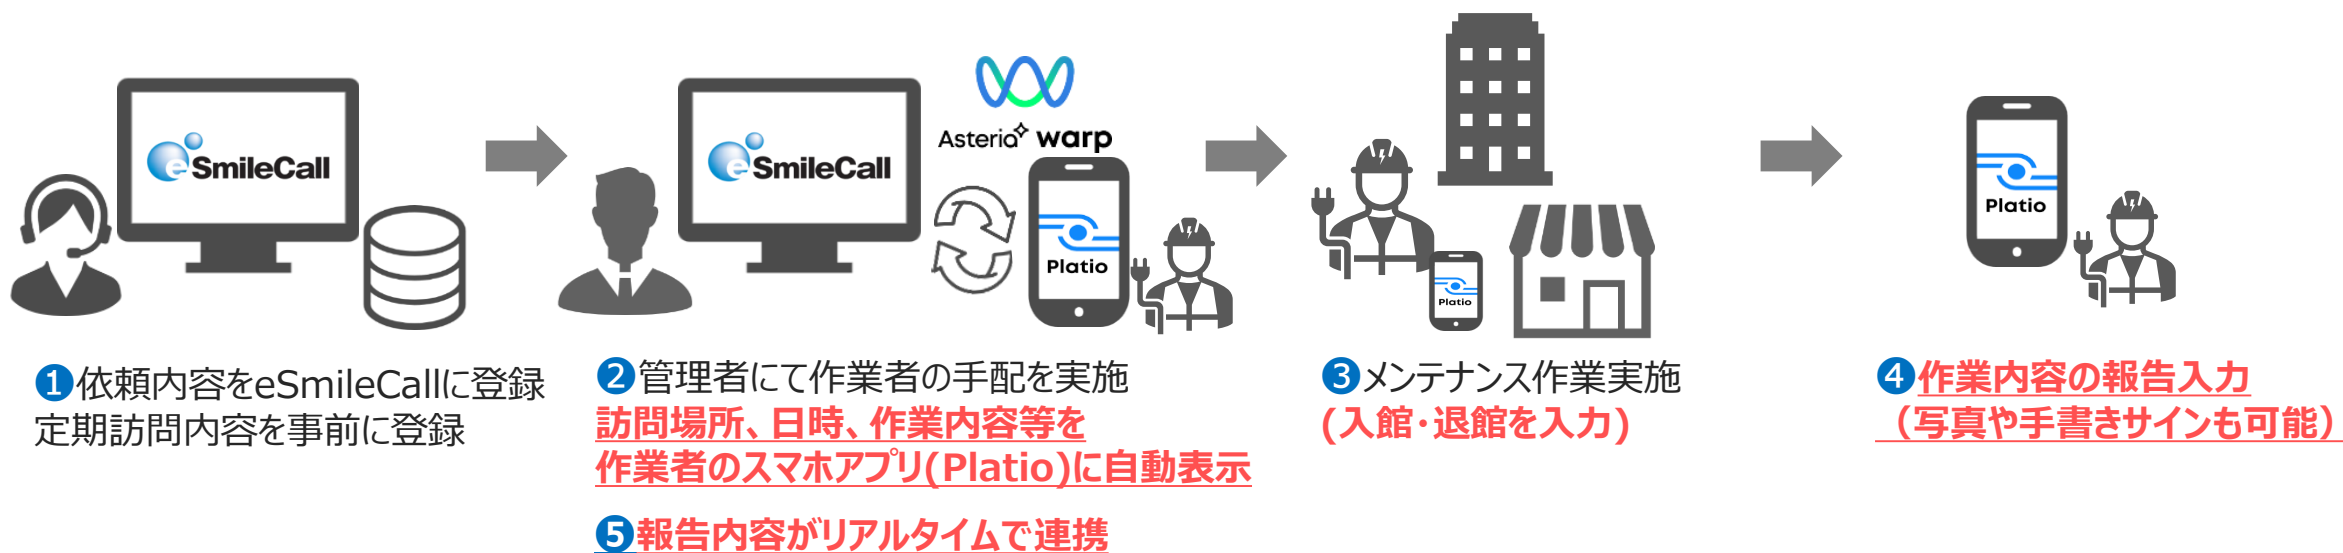 eSmileCall
eSmileCall
Asteria warp
Platio
Platio
Platio
❶依頼内容をeSmileCallに登録
定期訪問内容を事前に登録
❷管理者にて作業者の手配を実施
訪問場所、日時、作業内容等を
作業者のスマホアプリ(Platio)に自動表示
❺報告内容がリアルタイムで連携
❸メンテナンス作業実施
(入館・退館を入力)
❹作業内容の報告入力
（写真や手書きサインも可能）